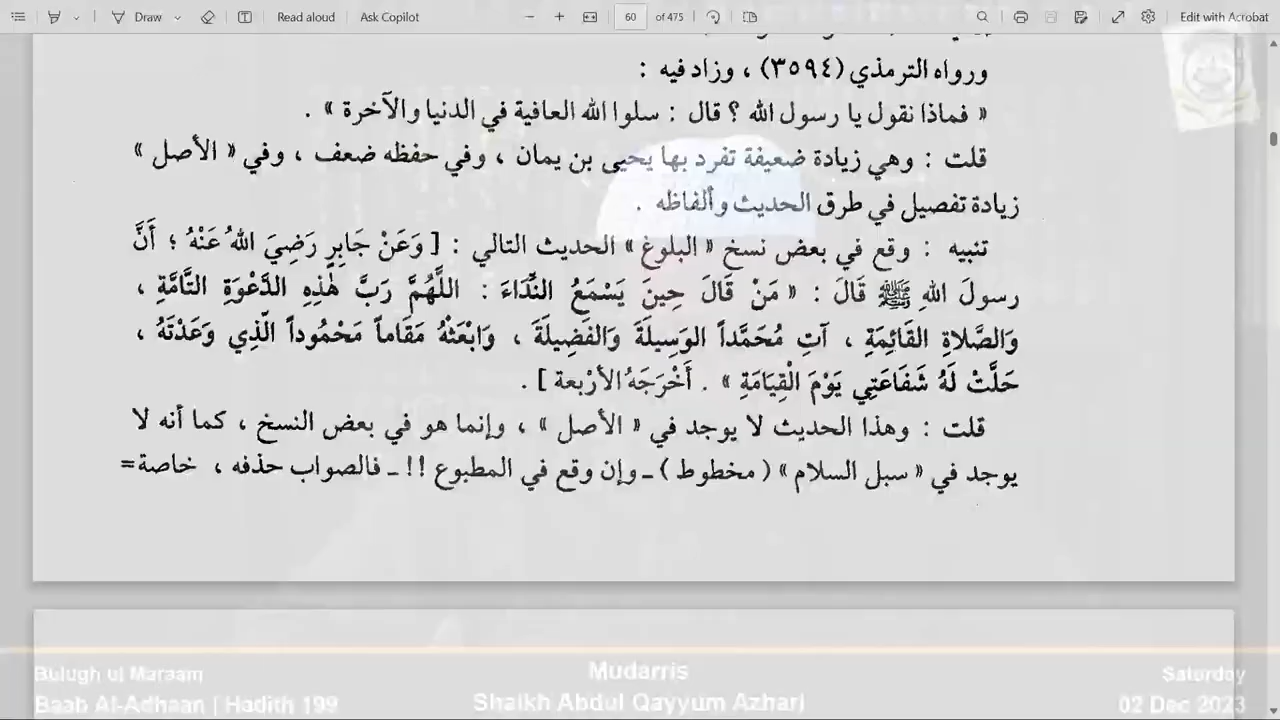 Draw
Read aloud
Ask Copilot
60
of 475
Edit with Acrobat
ورواه الترمذي (٣٥٩٤) ، وزاد فيه :
« فماذا نقول يا رسول الله ؟ قال : سلوا الله العافية في الدنيا والآخرة » .
قلت : وهي زيادة ضعيفة تفرد بها يحيى بن يمان ، وفي حفظه ضعف ، وفي « الأصل »
زيادة تفصيل في طرق الحديث وألفاظه .
تنبيه : وقع في بعض نسخ « البلوغ » الحديث التالي : [ وَعَنْ جَابِرٍ رَضِيَ اللهُ عَنْهُ ؛ أَنَّ
رسولَ اللهِ ﷺ قَالَ : « مَنْ قَالَ حِينَ يَسْمَعُ النِّدَاءَ : اللَّهُمَّ رَبَّ هٰذِهِ الدَّعْوَةِ التَّامَّةِ ،
وَالصَّلاةِ القَائِمَةِ ، آتِ مُحَمَّداً الوَسِيلَةَ وَالفَضِيلَةَ ، وَابْعَثْهُ مَقَاماً مَحْمُوداً الَّذِي وَعَدْتَهُ ،
حَلَّتْ لَهُ شَفَاعَتِي يَوْمَ الْقِيَامَةِ » . أَخْرَجَهُ الأرْبعة ] .
قلت : وهذا الحديث لا يوجد في « الأصل » ، وإنما هو في بعض النسخ ، كما أنه لا
يوجد في « سبل السلام » ( مخطوط ) ـ وإن وقع في المطبوع !! ـ فالصواب حذفه ، خاصة=
Bulugh ul Maraam
Baab Al-Adhaan | Hadith 199
Mudarris
Shaikh Abdul Qayyum Azhari
Saturday
02 Dec 2023